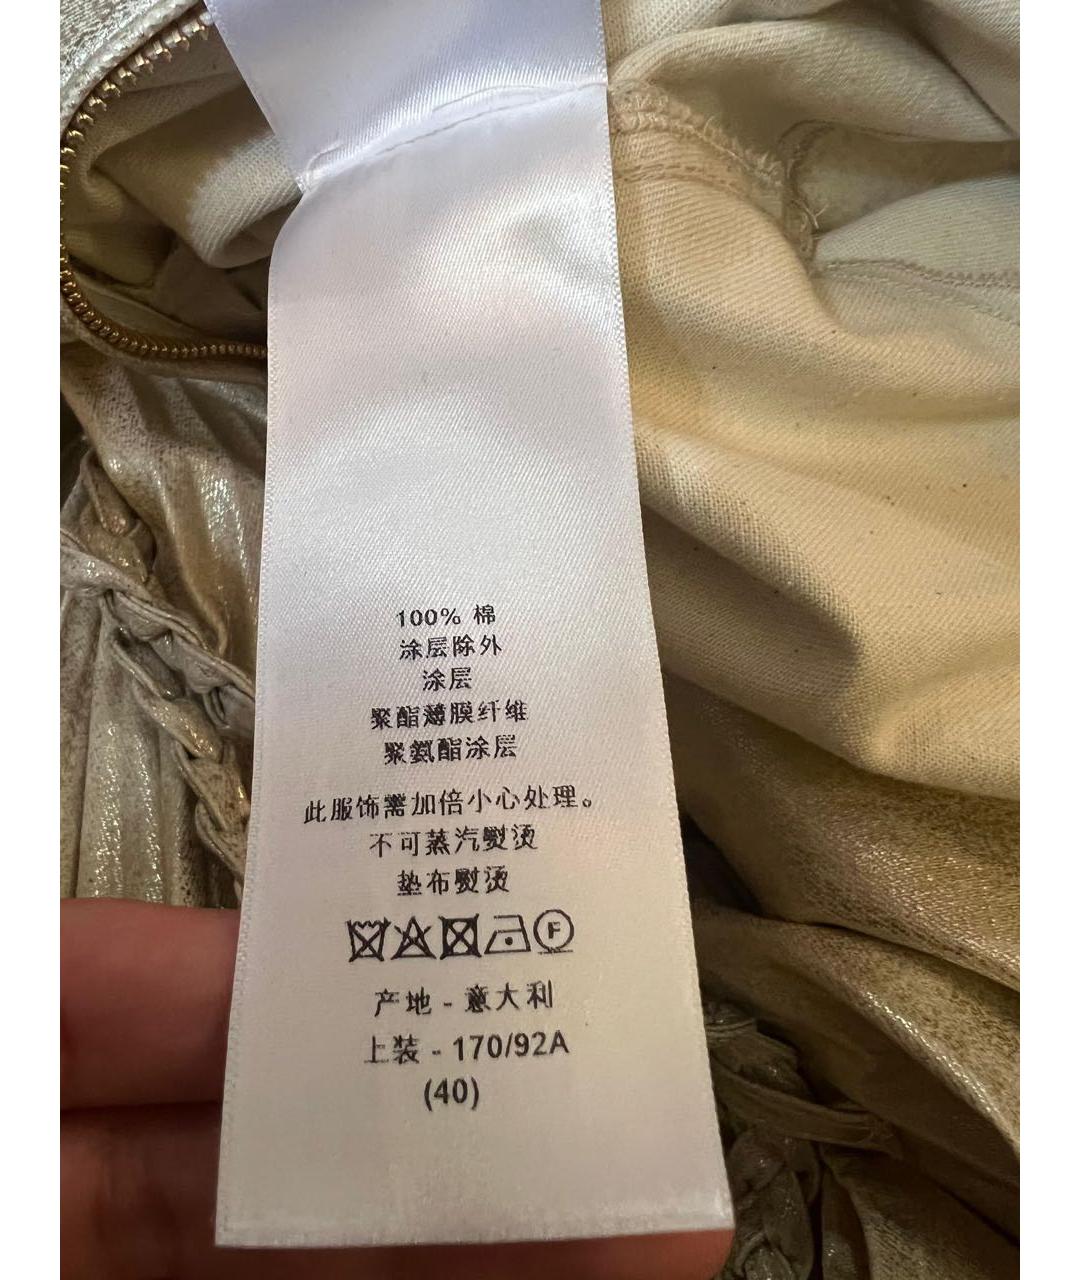 100% 棉
涂层除外
涂层
聚酯薄膜纤维
聚氨酯涂层
此服饰需加倍小心处理。
不可蒸汽熨烫
垫布熨烫
F
产地 - 意大利
上装 - 170/92A
(40)